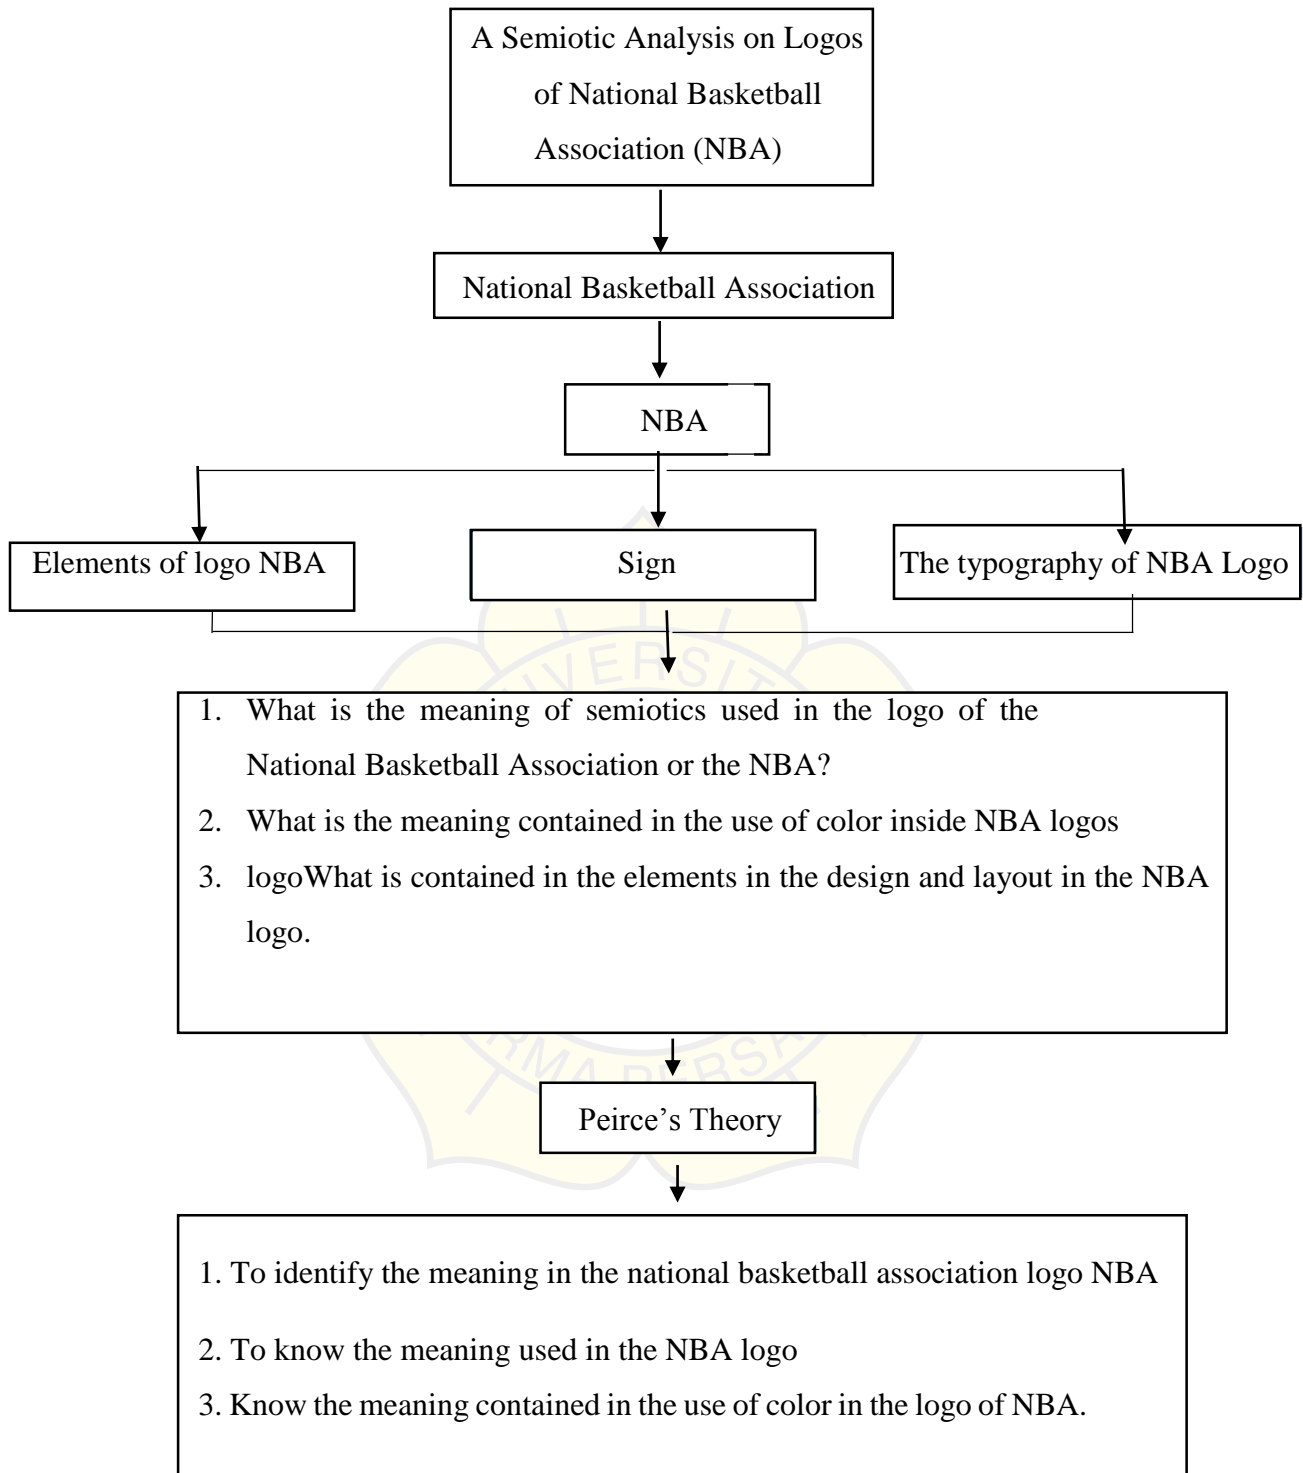 A Semiotic Analysis on Logos
of National Basketball
Association (NBA)
National Basketball Association
NBA
Elements of logo NBA
Sign
The typography of NBA Logo
1. What is the meaning of semiotics used in the logo of the
National Basketball Association or the NBA?
2. What is the meaning contained in the use of color inside NBA logos
3. logoWhat is contained in the elements in the design and layout in the NBA
logo.
Peirce’s Theory
1. To identify the meaning in the national basketball association logo NBA
2. To know the meaning used in the NBA logo
3. Know the meaning contained in the use of color in the logo of NBA.